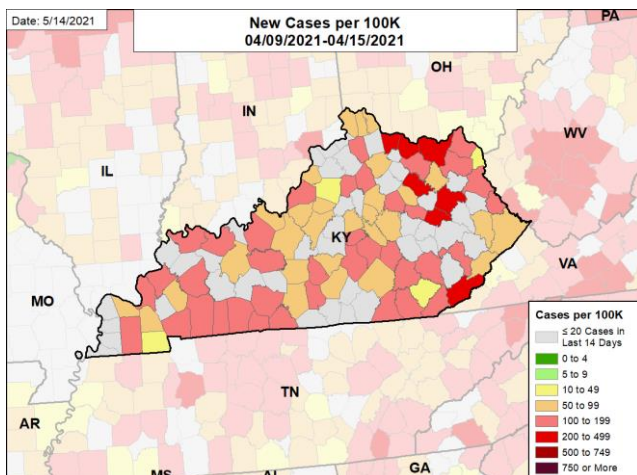 Date: 5/14/2021
New Cases per 100K
04/09/2021-04/15/2021
PA
OH
IN
WV
IL
KY
VA
MO
TN
AR
MS
AL
GA
Cases per 100K
≤ 20 Cases in
Last 14 Days
0 to 4
5 to 9
10 to 49
50 to 99
100 to 199
200 to 499
500 to 749
750 or More